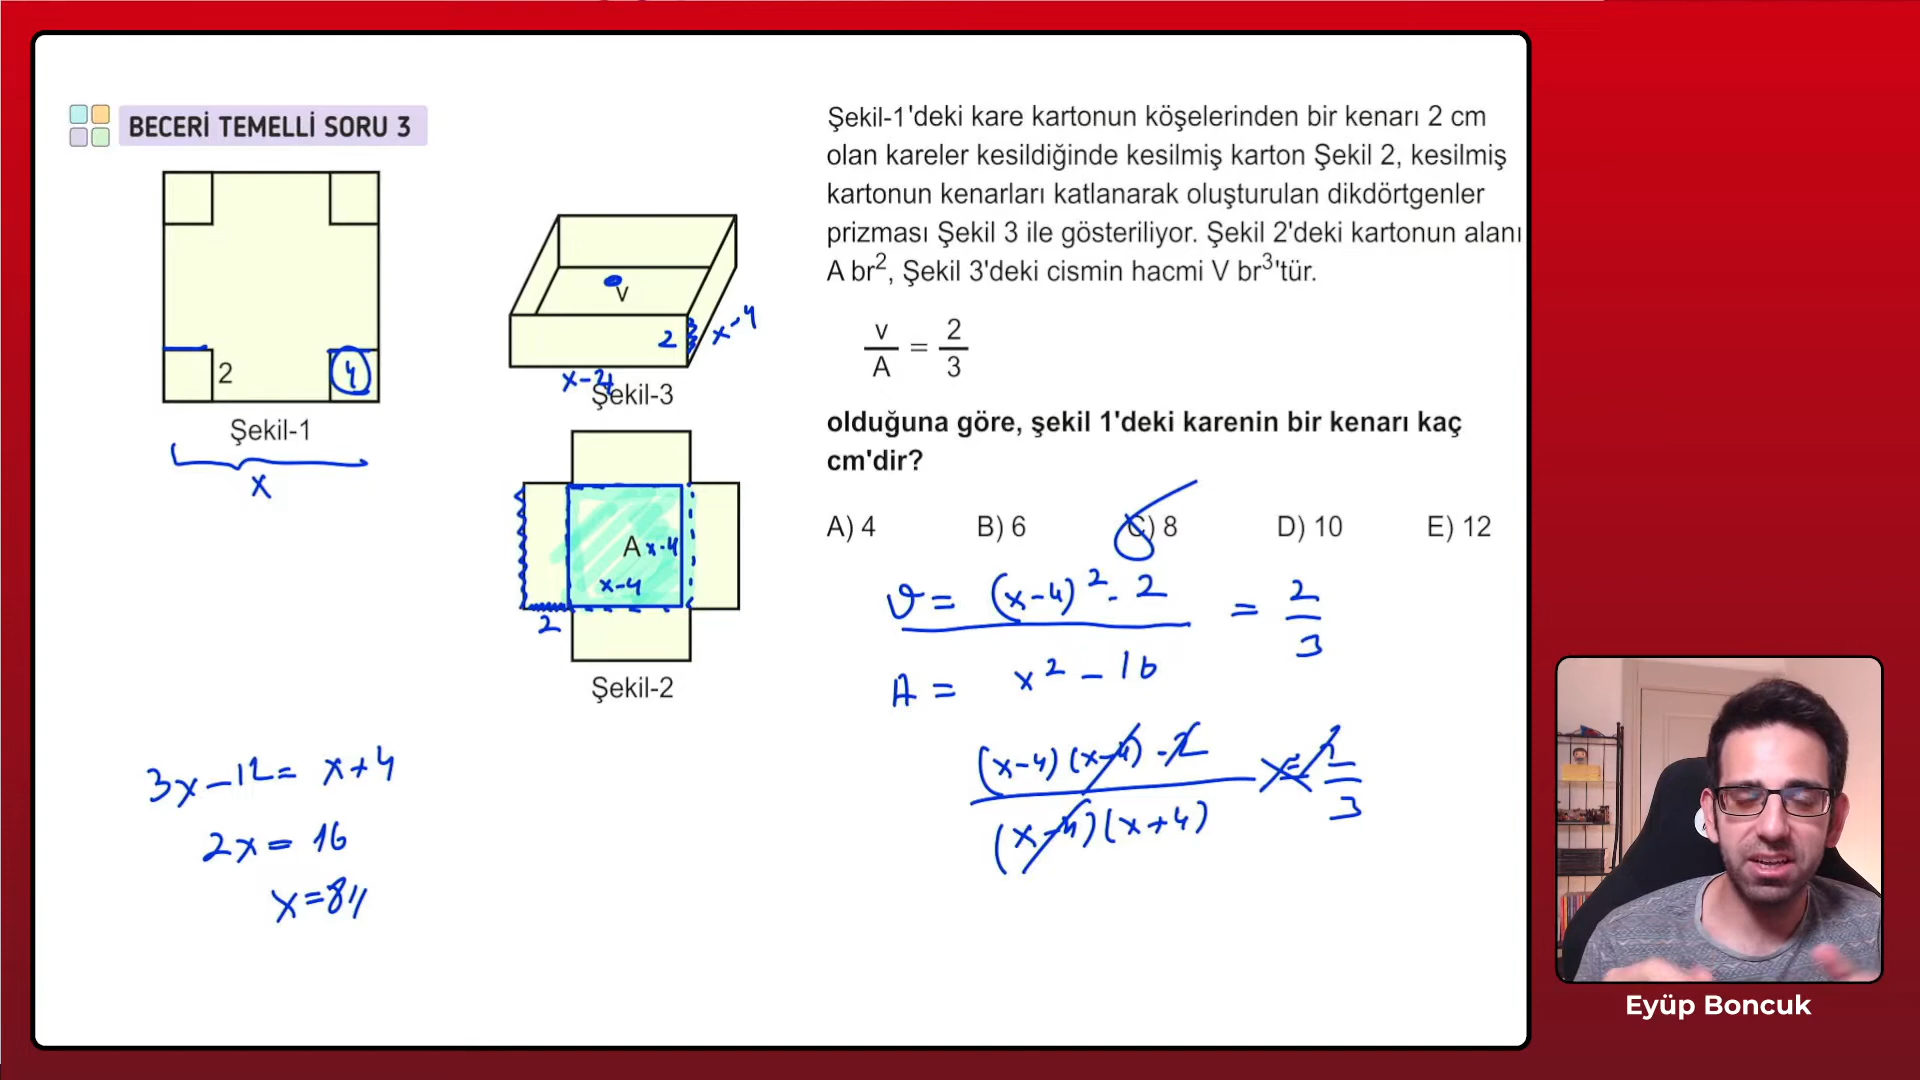 BECERİ TEMELLİ SORU 3
2
4
Şekil-1
x
V
2
x-4
x-4
Şekil-3
A
x-4
x-4
2
Şekil-2
3x-12= x+4
2x= 16
x=8//
Şekil-1'deki kare kartonun köşelerinden bir kenarı 2 cm
olan kareler kesildiğinde kesilmiş karton Şekil 2, kesilmiş
kartonun kenarları katlanarak oluşturulan dikdörtgenler
prizması Şekil 3 ile gösteriliyor. Şekil 2'deki kartonun alanı
A br², Şekil 3'deki cismin hacmi V br³'tür.
v/A = 2/3
olduğuna göre, şekil 1'deki karenin bir kenarı kaç
cm'dir?
A) 4 B) 6 C) 8 D) 10 E) 12
V= (x-4)² · 2 = 2/3
A= x² - 16
(x-4)(x-4) · 2 = 2/3
(x-4)(x+4)
Eyüp Boncuk